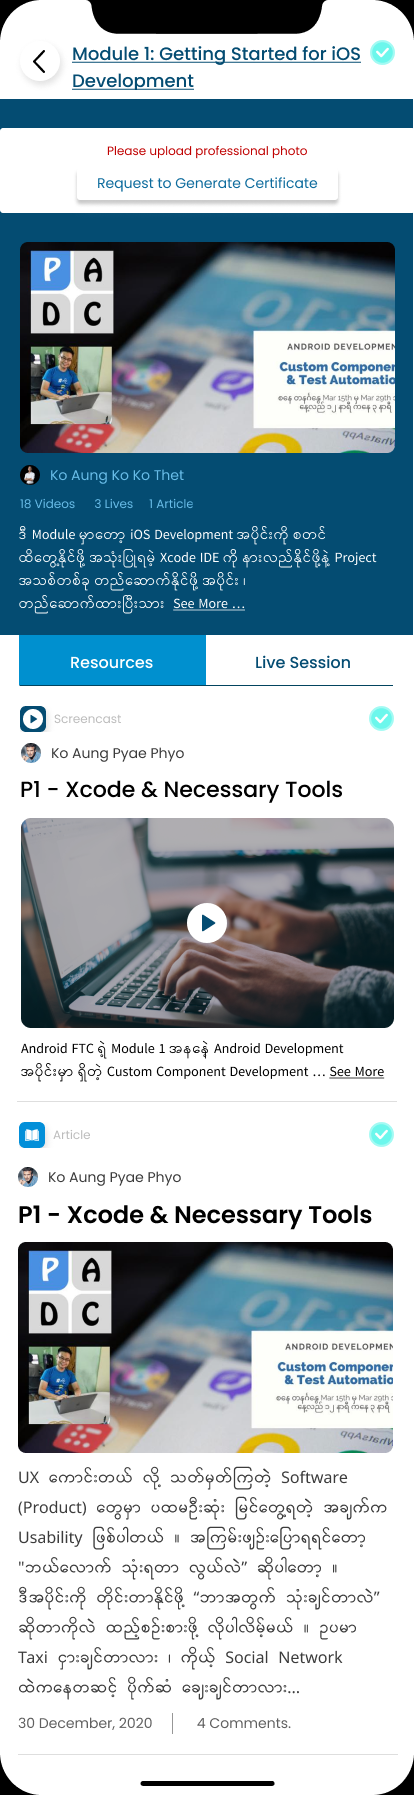 Module 1: Getting Started for iOS
Development
Please upload professional photo
Request to Generate Certificate
P A
D C
ANDROID DEVELOPMEN
Custom Componen
& Test Automatio
Ko Aung Ko Ko Thet
18 Videos 3 Lives 1 Article
ဒီ Module မှာတော့ iOS Development အပိုင်းကို စတင်
ထိတွေ့နိုင်ဖို့ အသုံးပြုရမဲ့ Xcode IDE ကို နားလည်နိုင်ဖို့နဲ့ Project
အသစ်တစ်ခု တည်ဆောက်နိုင်ဖို့ အပိုင်း ၊
တည်ဆောက်ထားပြီးသား See More ...
Resources Live Session
Screencast
Ko Aung Pyae Phyo
P1 - Xcode & Necessary Tools
Android FTC ရဲ့ Module 1 အနေနဲ့ Android Development
အပိုင်းမှာ ရှိတဲ့ Custom Component Development ... See More
Article
Ko Aung Pyae Phyo
P1 - Xcode & Necessary Tools
P A
D C
ANDROID DEVELOPMEN
Custom Componen
& Test Automatio
UX ကောင်းတယ် လို့ သတ်မှတ်ကြတဲ့ Software
(Product) တွေမှာ ပထမဦးဆုံး မြင်တွေ့ရတဲ့ အချက်က
Usability ဖြစ်ပါတယ် ။ အကြမ်းဖျဉ်းပြောရရင်တော့
"ဘယ်လောက် သုံးရတာ လွယ်လဲ” ဆိုပါတော့ ။
ဒီအပိုင်းကို တိုင်းတာနိုင်ဖို့ “ဘာအတွက် သုံးချင်တာလဲ”
ဆိုတာကိုလဲ ထည့်စဉ်းစားဖို့ လိုပါလိမ့်မယ် ။ ဥပမာ
Taxi ငှားချင်တာလား ၊ ကိုယ့် Social Network
ထဲကနေတဆင့် ပိုက်ဆံ ချေးချင်တာလား...
30 December, 2020 4 Comments.